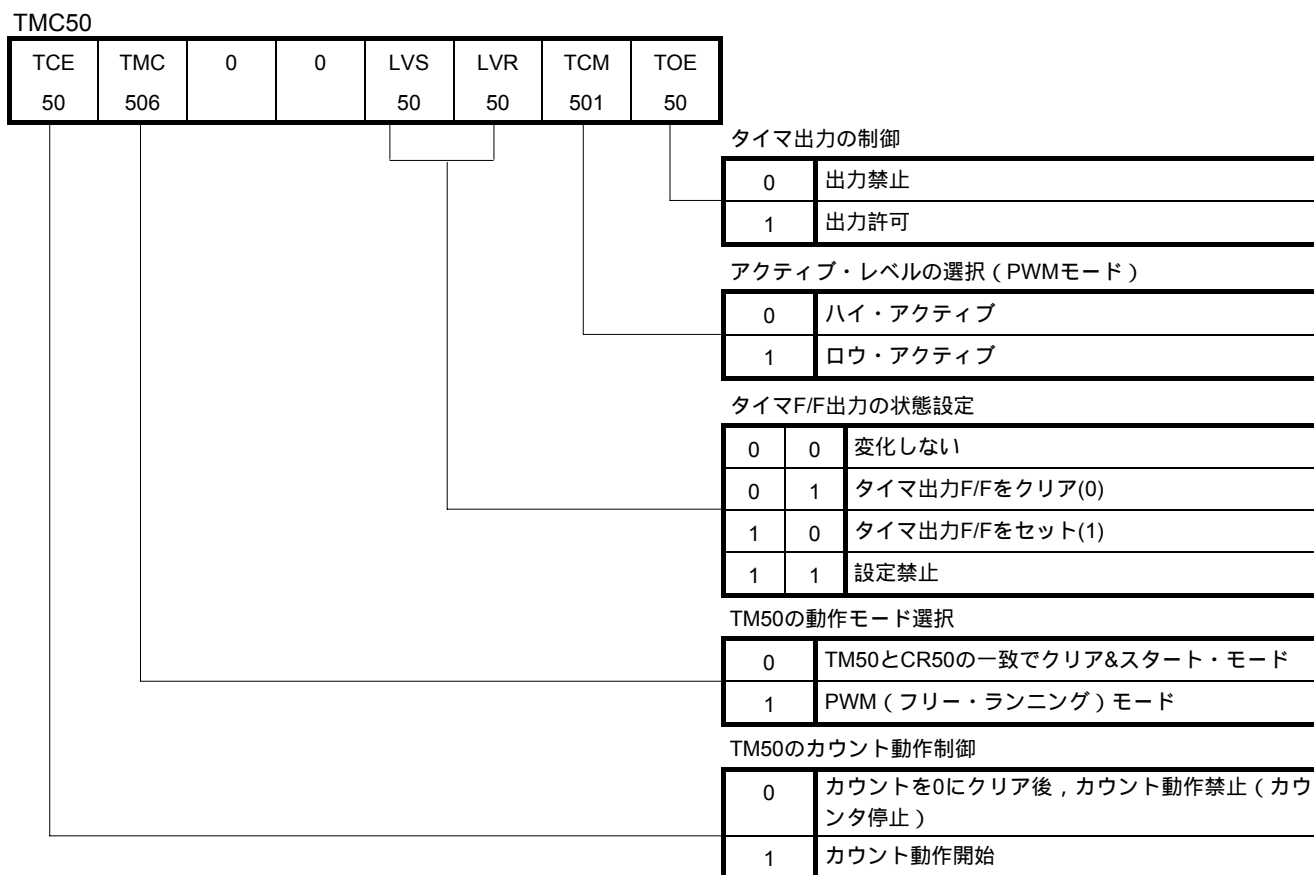 TMC50
TCE TMC 0 0 LVS LVR TCM TOE
50 506 50 50 501 50
タイマ出力の制御
0 出力禁止
1 出力許可
アクティブ・レベルの選択（PWMモード）
0 ハイ・アクティブ
1 ロウ・アクティブ
タイマF/F出力の状態設定
0 0 変化しない
0 1 タイマ出力F/Fをクリア(0)
1 0 タイマ出力F/Fをセット(1)
1 1 設定禁止
TM50の動作モード選択
0 TM50とCR50の一致でクリア&スタート・モード
1 PWM（フリー・ランニング）モード
TM50のカウント動作制御
0 カウントを0にクリア後，カウント動作禁止（カウ
ンタ停止）
1 カウント動作開始